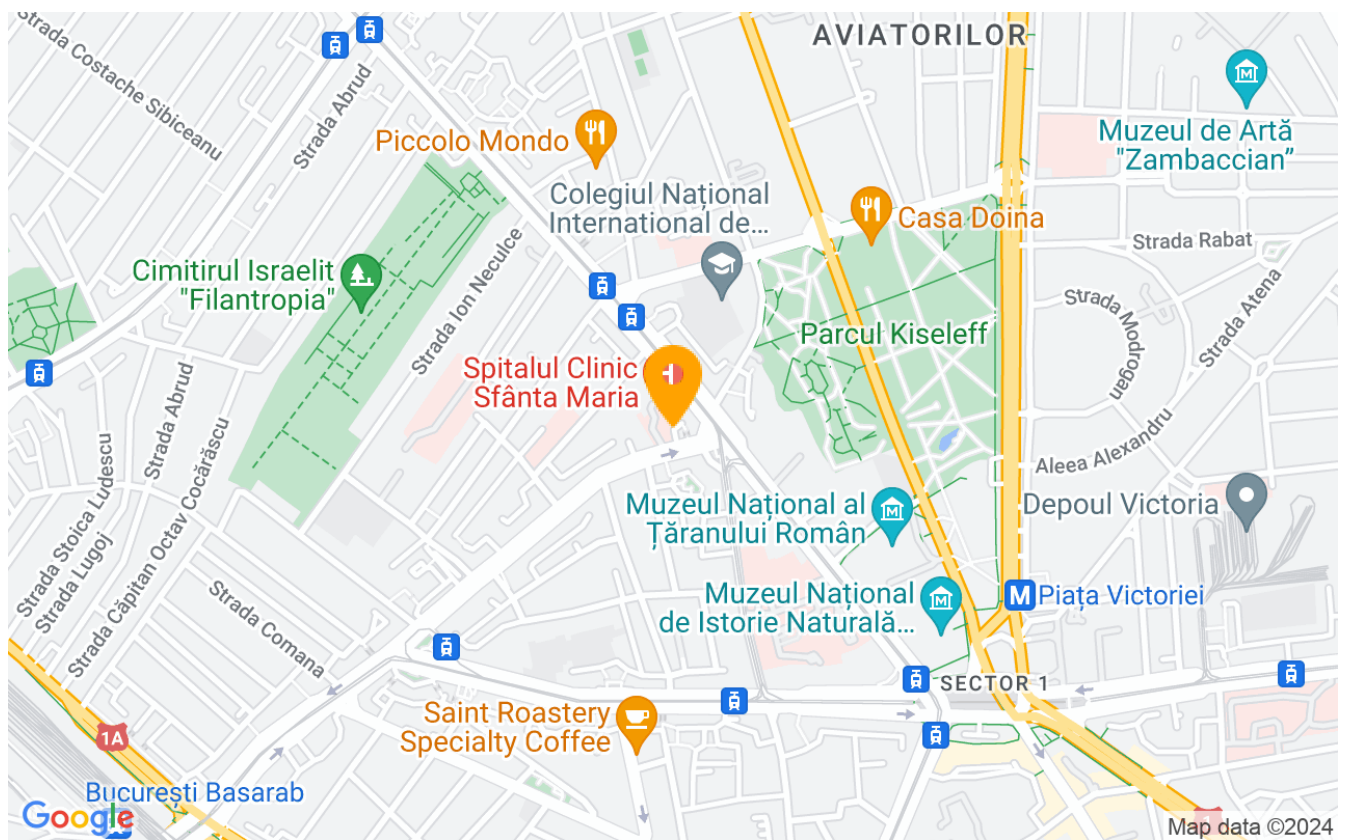 AVIATORILOR
Strada Costache Sibiceanu
Strada Abrud
Piccolo Mondo
Muzeul de Artă
"Zambaccian”
Colegiul Național
International de...
Casa Doina
Strada Rabat
Cimitirul Israelit
"Filantropia"
Strada Ion Neculce
Strada Modrogan
Strada Atena
Parcul Kiseleff
Spitalul Clinic
Sfânta Maria
Strada Abrud
Strada Căpitan Octav Cocărăscu
Strada Stoica Ludescu
Strada Lugoj
Aleea Alexandru
Depoul Victoria
Muzeul Național al
Țăranului Român
Muzeul Național
de Istorie Naturală...
M
Piața Victoriei
Strada Comana
SECTOR 1
Saint Roastery
Specialty Coffee
1A
București Basarab
Google
1
Map data ©2024